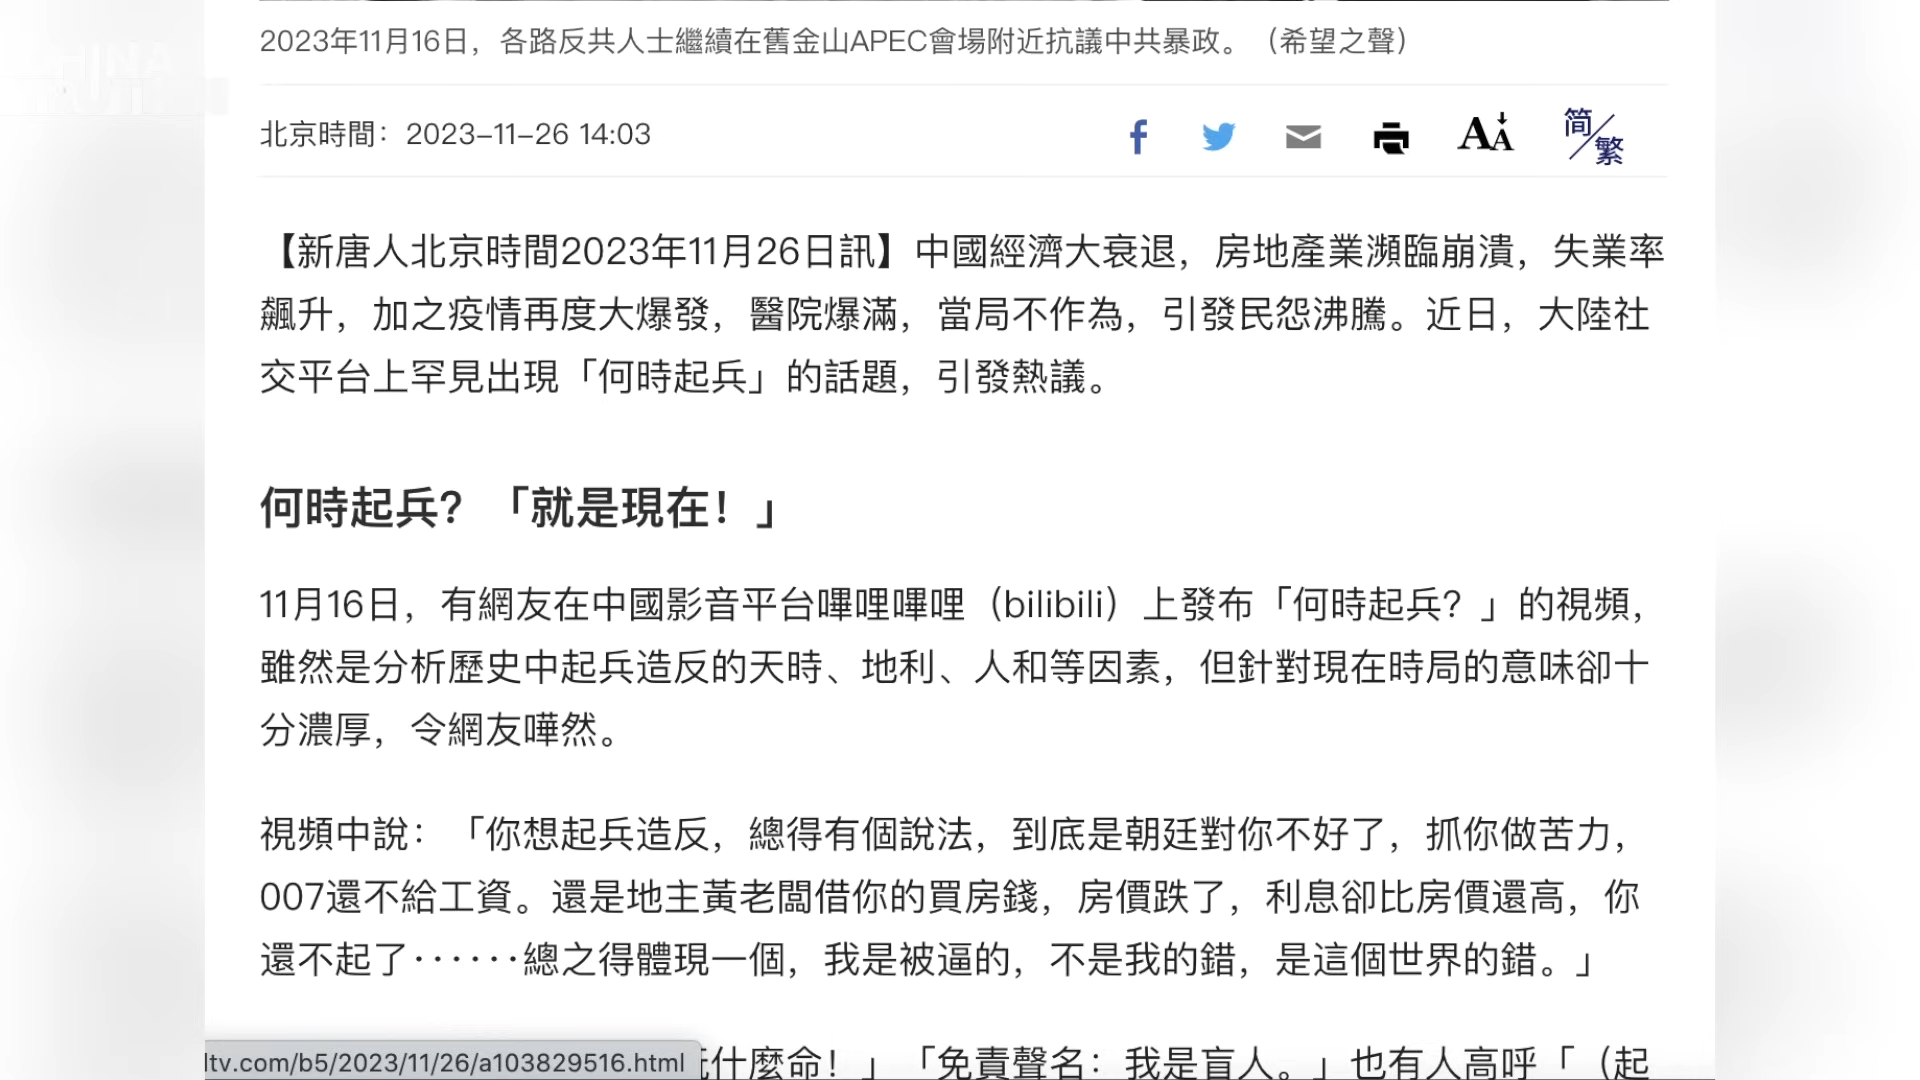 2023年11月16日，各路反共人士繼續在舊金山APEC會場附近抗議中共暴政。（希望之聲）
北京時間：2023-11-26 14:03
简/繁
【新唐人北京時間2023年11月26日訊】中國經濟大衰退，房地產業瀕臨崩潰，失業率
飆升，加之疫情再度大爆發，醫院爆滿，當局不作為，引發民怨沸騰。近日，大陸社
交平台上罕見出現「何時起兵」的話題，引發熱議。
何時起兵？「就是現在！」
11月16日，有網友在中國影音平台嗶哩嗶哩（bilibili）上發布「何時起兵？」的視頻，
雖然是分析歷史中起兵造反的天時、地利、人和等因素，但針對現在時局的意味卻十
分濃厚，令網友嘩然。
視頻中說：「你想起兵造反，總得有個說法，到底是朝廷對你不好了，抓你做苦力，
007還不給工資。還是地主黃老闆借你的買房錢，房價跌了，利息卻比房價還高，你
還不起了······總之得體現一個，我是被逼的，不是我的錯，是這個世界的錯。」
ltv.com/b5/2023/11/26/a103829516.html
什麼命！」「免責聲名：我是盲人。」也有人高呼「（起